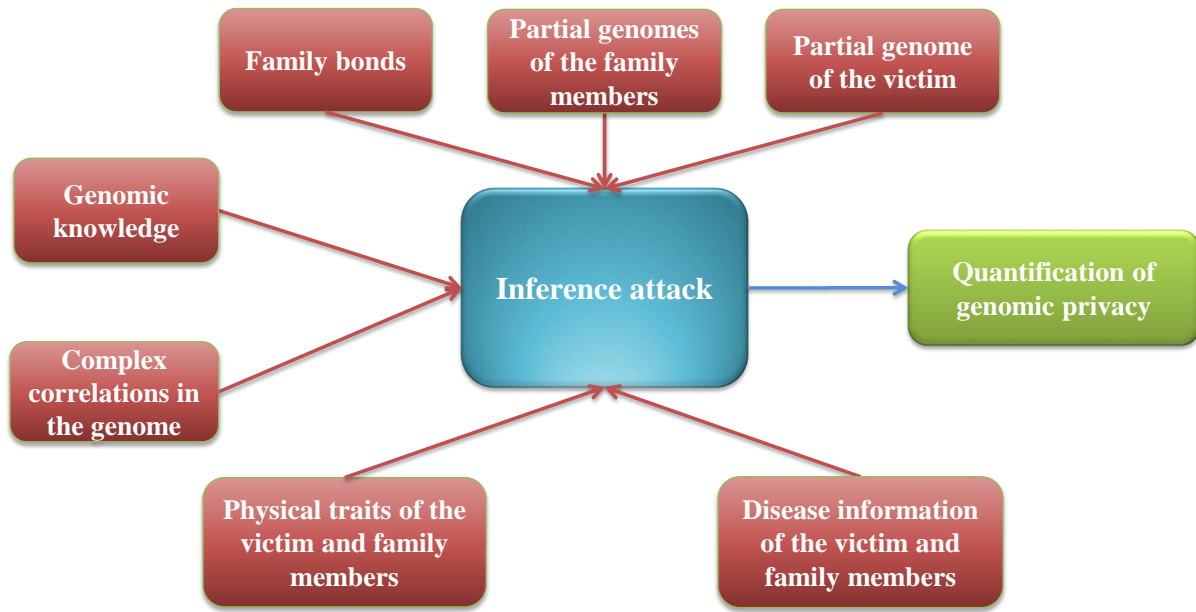 Family bonds
Partial genomes
of the family
members
Partial genome
of the victim
Genomic
knowledge
Inference attack
Quantification of
genomic privacy
Complex
correlations in
the genome
Physical traits of the
victim and family
members
Disease information
of the victim and
family members